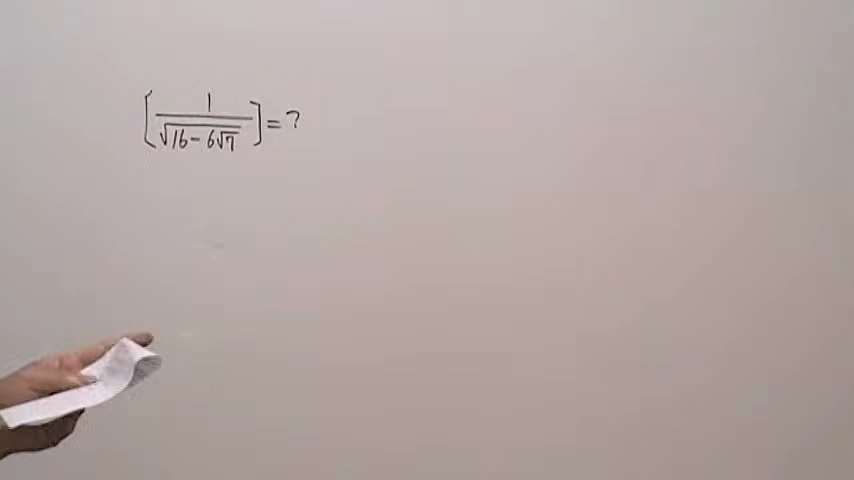 [1/√(16-6√7)] = ?